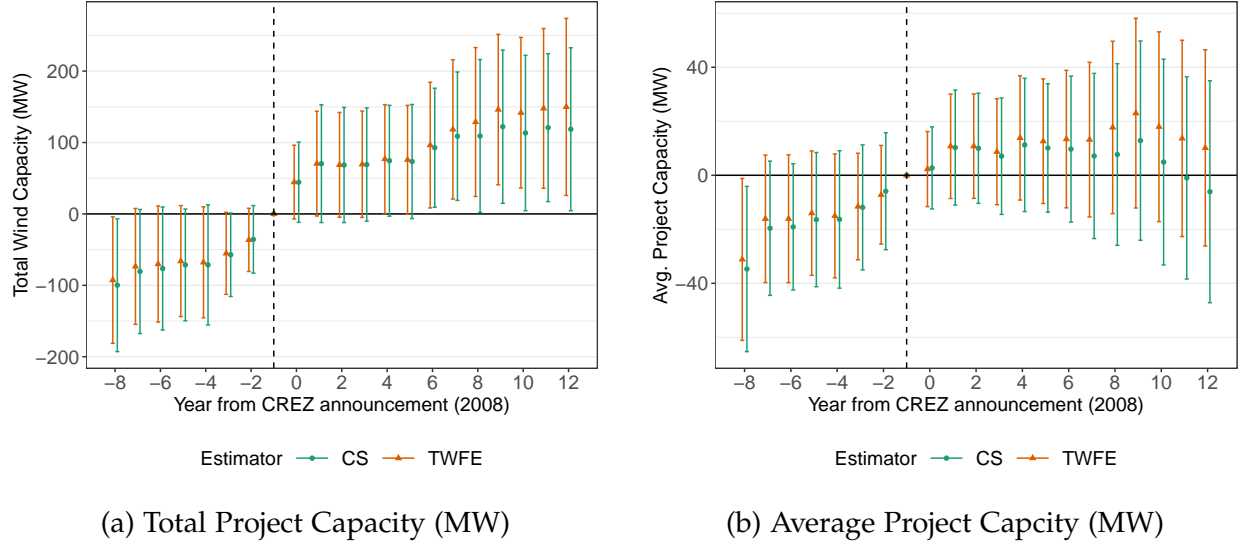 Total Wind Capacity (MW)
200
100
0
−100
−200
−8 −6 −4 −2 0 2 4 6 8 10 12
Year from CREZ announcement (2008)
Estimator CS TWFE
(a) Total Project Capacity (MW)
Avg. Project Capacity (MW)
40
0
−40
−8 −6 −4 −2 0 2 4 6 8 10 12
Year from CREZ announcement (2008)
Estimator CS TWFE
(b) Average Project Capcity (MW)